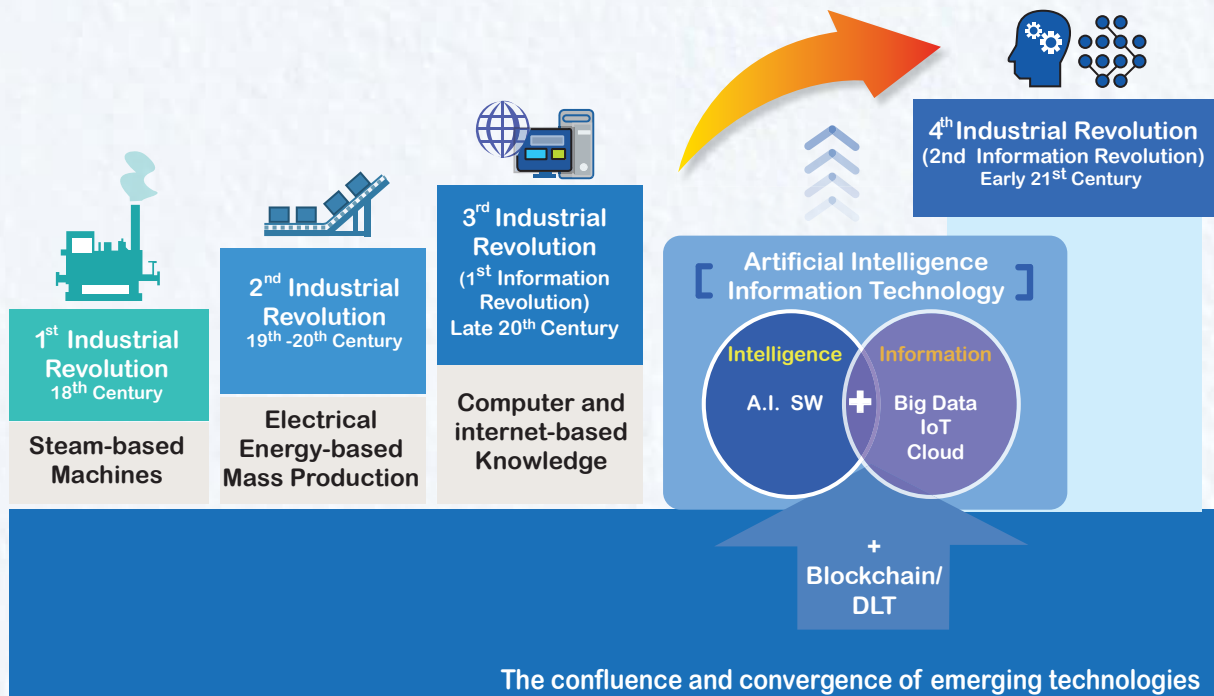 1st Industrial
Revolution
18th Century
Steam-based
Machines
2nd Industrial
Revolution
19th -20th Century
Electrical
Energy-based
Mass Production
3rd Industrial
Revolution
(1st Information
Revolution)
Late 20th Century
Computer and
internet-based
Knowledge
4th Industrial Revolution
(2nd Information Revolution)
Early 21st Century
[ Artificial Intelligence
Information Technology ]
Intelligence
A.I. SW
+
Information
Big Data
IoT
Cloud
+
Blockchain/
DLT
The confluence and convergence of emerging technologies